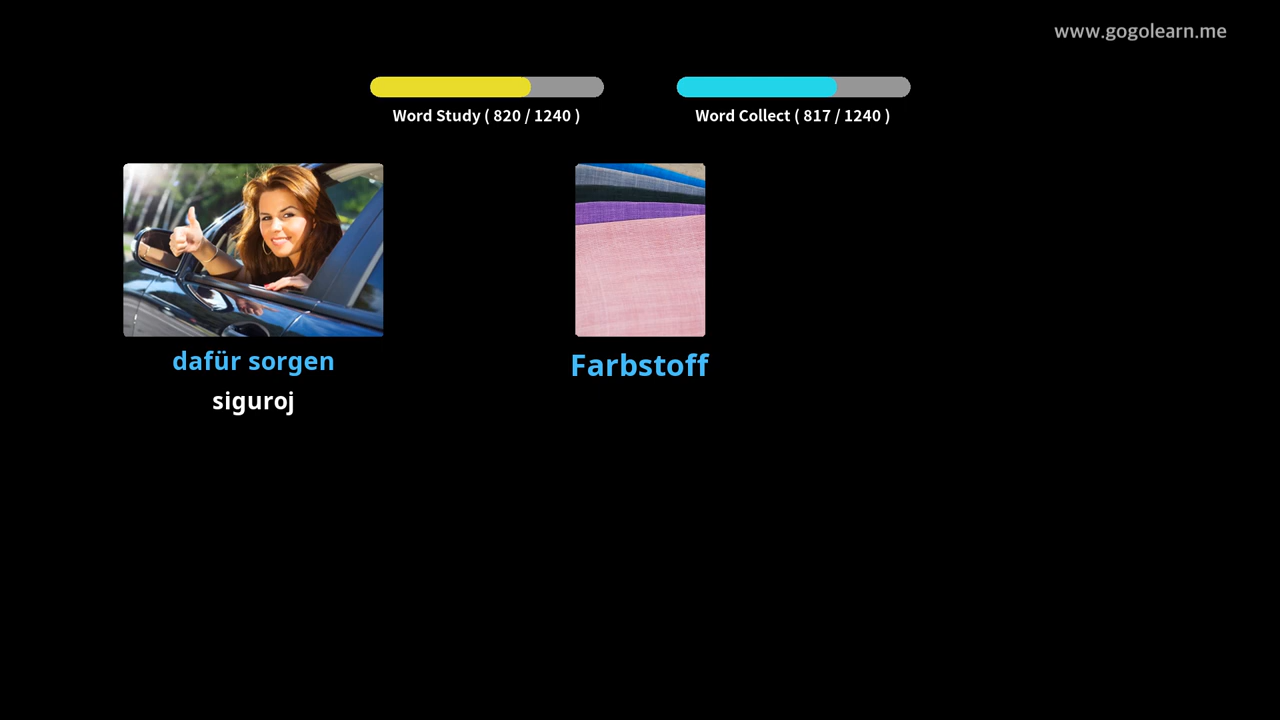 www.gogolearn.me
Word Study ( 820 / 1240 )
Word Collect ( 817 / 1240 )
dafür sorgen
siguroj
Farbstoff